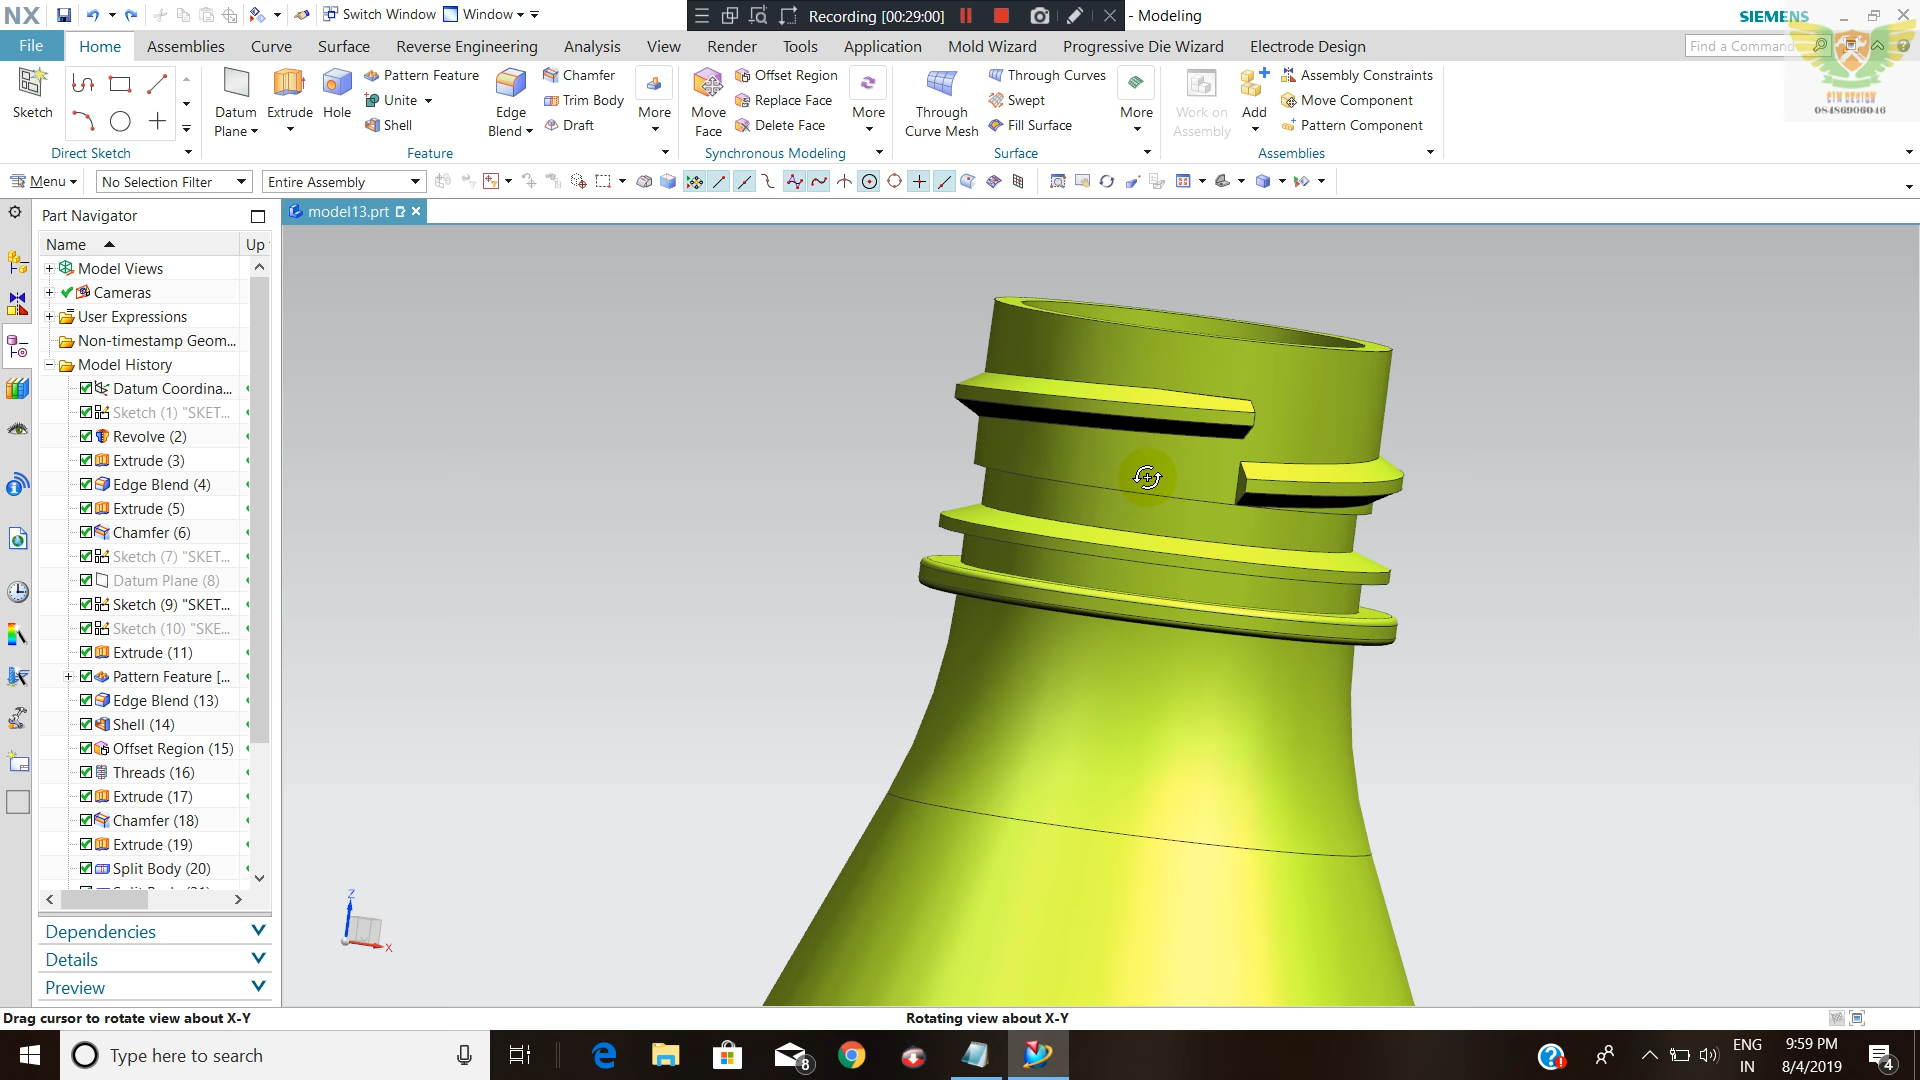 NX Switch Window Window Recording [00:29:00] - Modeling SIEMENS
File Home Assemblies Curve Surface Reverse Engineering Analysis View Render Tools Application Mold Wizard Progressive Die Wizard Electrode Design Find a Command
Sketch
Direct Sketch
Datum Plane
Extrude
Hole
Pattern Feature
Unite
Shell
Edge Blend
Chamfer
Trim Body
Draft
More
Feature
Move Face
Offset Region
Replace Face
Delete Face
More
Synchronous Modeling
Through Curve Mesh
Through Curves
Swept
Fill Surface
More
Surface
Work on Assembly
Add
Assembly Constraints
Move Component
Pattern Component
Assemblies
CTM DESIGN
08486906046
Menu No Selection Filter Entire Assembly
Part Navigator
model13.prt
Name Up
Model Views
Cameras
User Expressions
Non-timestamp Geom...
Model History
Datum Coordina...
Sketch (1) "SKET...
Revolve (2)
Extrude (3)
Edge Blend (4)
Extrude (5)
Chamfer (6)
Sketch (7) "SKET...
Datum Plane (8)
Sketch (9) "SKET...
Sketch (10) "SKE...
Extrude (11)
Pattern Feature [...
Edge Blend (13)
Shell (14)
Offset Region (15)
Threads (16)
Extrude (17)
Chamfer (18)
Extrude (19)
Split Body (20)
Dependencies
Details
Preview
Z
X
Drag cursor to rotate view about X-Y Rotating view about X-Y
Type here to search
8
ENG
IN
9:59 PM
8/4/2019
4